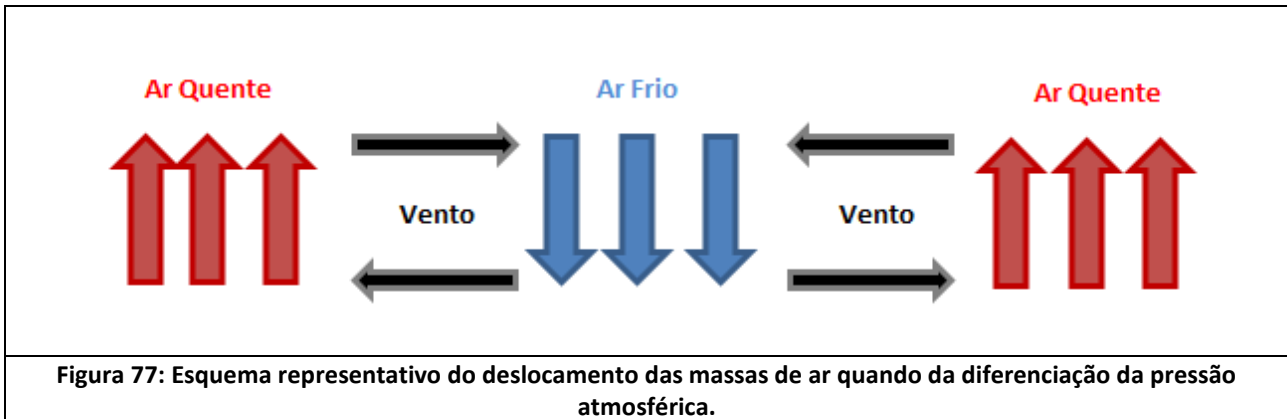 Ar Quente
Ar Frio
Ar Quente
Vento
Vento
Figura 77: Esquema representativo do deslocamento das massas de ar quando da diferenciação da pressão
atmosférica.